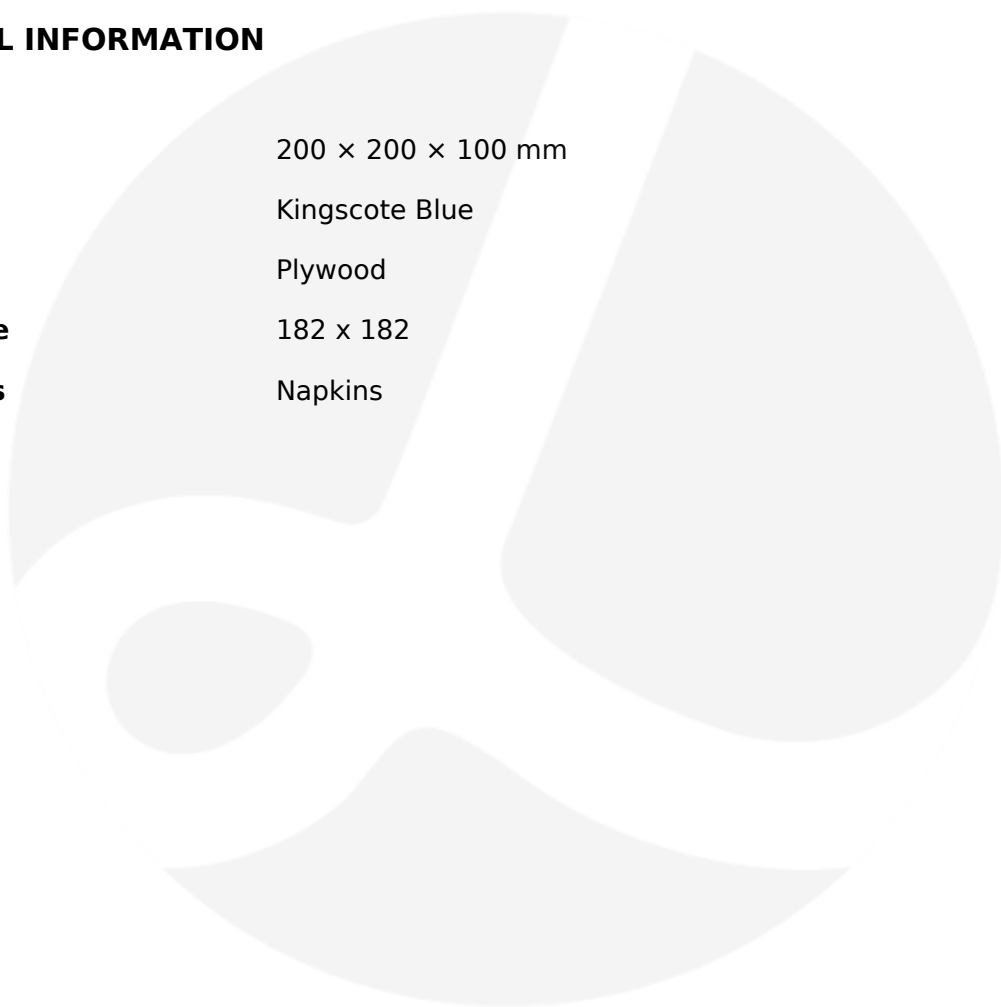 L INFORMATION
200 × 200 × 100 mm
Kingscote Blue
Plywood
e 182 x 182
s Napkins